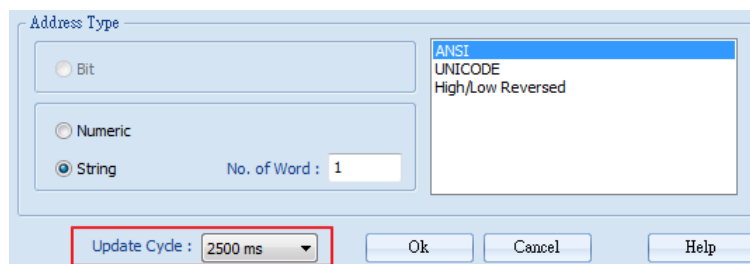 Address Type
Bit
Numeric
String No. of Word : 1
ANSI
UNICODE
High/Low Reversed
Update Cycle : 2500 ms Ok Cancel Help